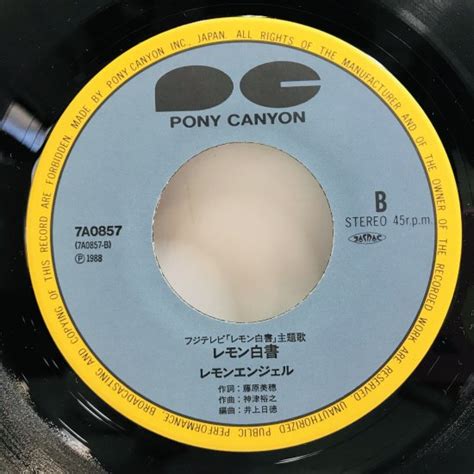 PONY CANYON
B
STEREO 45r.p.m.
7A0857
(7A0857-B)
Ⓟ1988
フジテレビ「レモン白書」主題歌
レモン白書
レモンエンジェル
作詞:藤原美穂
作曲:神津裕之
編曲:井上日徳
MADE BY PONY CANYON INC. JAPAN. ALL RIGHTS OF THE MANUFACTURER AND OF THE OWNER OF THE RECORDED WORK ARE RESERVED. UNAUTHORIZED PUBLIC PERFORMANCE, BROADCASTING AND COPYING OF THIS RECORD ARE FORBIDDEN